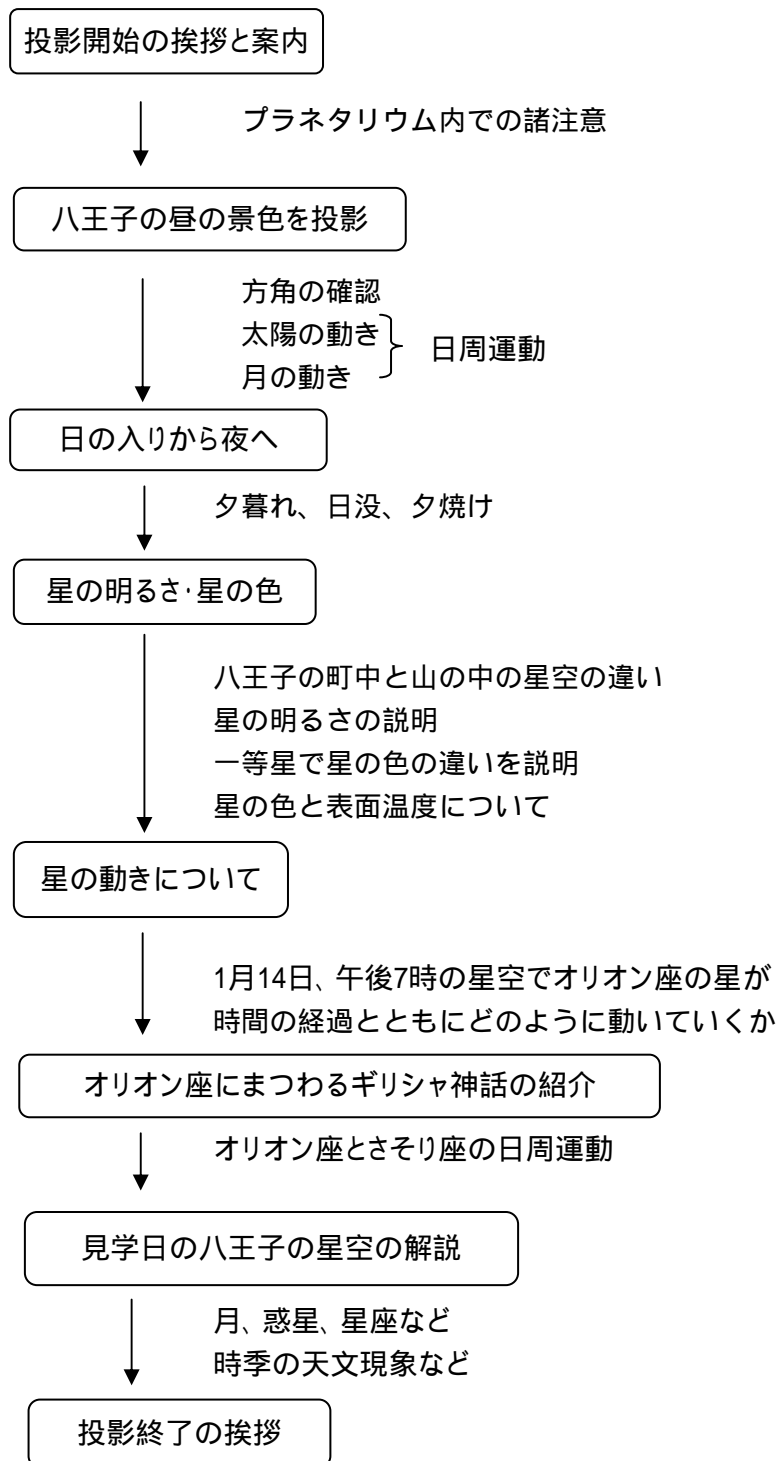 投影開始の挨拶と案内
プラネタリウム内での諸注意
八王子の昼の景色を投影
方角の確認
太陽の動き
月の動き
日周運動
日の入りから夜へ
夕暮れ、日没、夕焼け
星の明るさ・星の色
八王子の町中と山の中の星空の違い
星の明るさの説明
一等星で星の色の違いを説明
星の色と表面温度について
星の動きについて
1月14日、午後7時の星空でオリオン座の星が
時間の経過とともにどのように動いていくか
オリオン座にまつわるギリシャ神話の紹介
オリオン座とさそり座の日周運動
見学日の八王子の星空の解説
月、惑星、星座など
時季の天文現象など
投影終了の挨拶